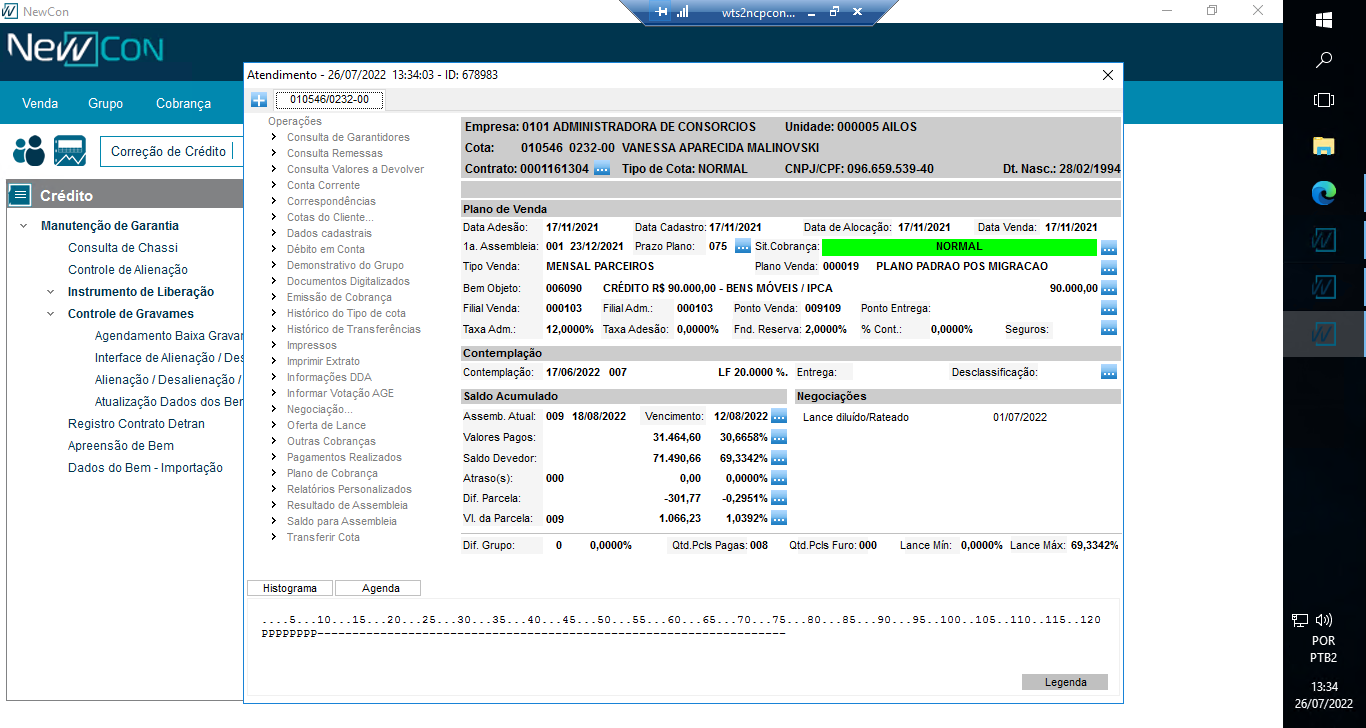 NewCon
wts2ncpcon...
NewCon
Venda Grupo Cobrança
Correção de Crédito
Crédito
Manutenção de Garantia
Consulta de Chassi
Controle de Alienação
Instrumento de Liberação
Controle de Gravames
Agendamento Baixa Gravar
Interface de Alienação / Des
Alienação / Desalienação /
Atualização Dados dos Ber
Registro Contrato Detran
Apreensão de Bem
Dados do Bem - Importação
Atendimento - 26/07/2022 13:34:03 - ID: 678983
010546/0232-00
Operações
Consulta de Garantidores
Consulta Remessas
Consulta Valores a Devolver
Conta Corrente
Correspondências
Cotas do Cliente...
Dados cadastrais
Débito em Conta
Demonstrativo do Grupo
Documentos Digitalizados
Emissão de Cobrança
Histórico do Tipo de cota
Histórico de Transferências
Impressos
Imprimir Extrato
Informações DDA
Informar Votação AGE
Negociação...
Oferta de Lance
Outras Cobranças
Pagamentos Realizados
Plano de Cobrança
Relatórios Personalizados
Resultado de Assembleia
Saldo para Assembleia
Transferir Cota
Empresa: 0101 ADMINISTRADORA DE CONSORCIOS Unidade: 000005 AILOS
Cota: 010546 0232-00 VANESSA APARECIDA MALINOVSKI
Contrato: 0001161304 ... Tipo de Cota: NORMAL CNPJ/CPF: 096.659.539-40 Dt. Nasc.: 28/02/1994
Plano de Venda
Data Adesão: 17/11/2021 Data Cadastro: 17/11/2021 Data de Alocação: 17/11/2021 Data Venda: 17/11/2021
1a. Assembleia: 001 23/12/2021 Prazo Plano: 075 ... Sit.Cobrança: NORMAL ...
Tipo Venda: MENSAL PARCEIROS Plano Venda: 000019 PLANO PADRAO POS MIGRACAO ...
Bem Objeto: 006090 CRÉDITO R$ 90.000,00 - BENS MÓVEIS / IPCA 90.000,00 ...
Filial Venda: 000103 Filial Adm.: 000103 Ponto Venda: 009109 Ponto Entrega: ...
Taxa Adm.: 12,0000% Taxa Adesão: 0,0000% Fnd. Reserva: 2,0000% % Cont.: 0,0000% Seguros: ...
Contemplação
Contemplação: 17/06/2022 007 LF 20.0000 %. Entrega: Desclassificação: ...
Saldo Acumulado Negociações
Assemb. Atual: 009 18/08/2022 Vencimento: 12/08/2022 ... Lance diluído/Rateado 01/07/2022
Valores Pagos: 31.464,60 30,6658% ...
Saldo Devedor: 71.490,66 69,3342% ...
Atraso(s): 000 0,00 0,0000% ...
Dif. Parcela: -301,77 -0,2951% ...
Vl. da Parcela: 009 1.066,23 1,0392% ...
Dif. Grupo: 0 0,0000% Qtd.Pcls Pagas: 008 Qtd.Pcls Furo: 000 Lance Mín: 0,0000% Lance Máx: 69,3342%
Histograma Agenda
....5...10...15...20...25...30...35...40...45...50...55...60...65...70...75...80...85...90...95..100..105..110..115..120
PPPPPPPP-------------------------------------------------------------------
Legenda
POR
PTB2
13:34
26/07/2022